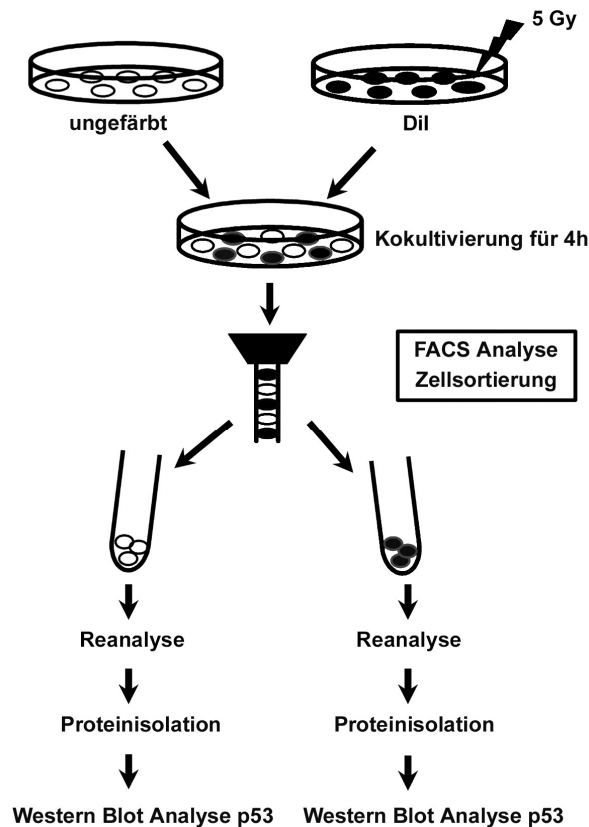 5 Gy
ungefärbt
DiI
Kokultivierung für 4h
FACS Analyse
Zellsortierung
Reanalyse
Reanalyse
Proteinisolation
Proteinisolation
Western Blot Analyse p53
Western Blot Analyse p53